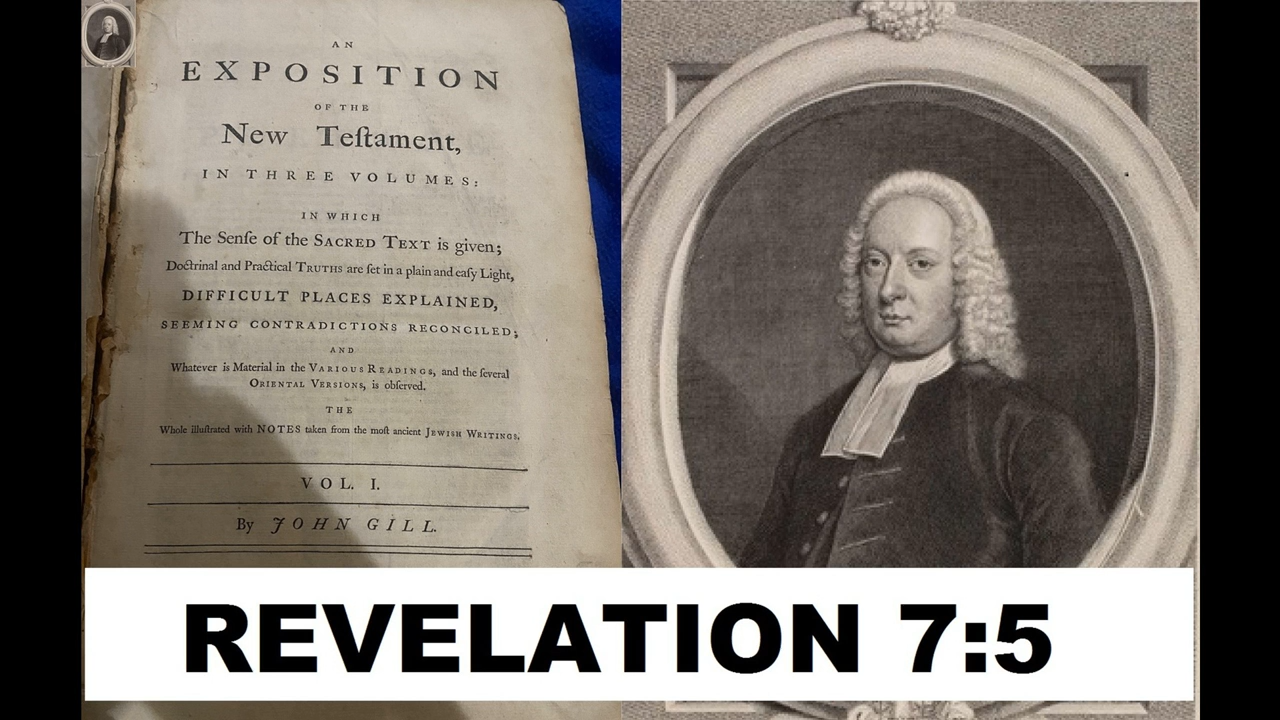 AN
EXPOSITION
OF THE
New Teſtament,
IN THREE VOLUMES:
IN WHICH
The Senſe of the SACRED TEXT is given;
Doctrinal and Practical TRUTHS are ſet in a plain and eaſy Light,
DIFFICULT PLACES EXPLAINED,
SEEMING CONTRADICTIONS RECONCILED;
AND
Whatever is Material in the VARIOUS READINGS, and the ſeveral
ORIENTAL VERSIONS, is obſerved.
THE
Whole illuſtrated with NOTES taken from the moſt ancient JEWISH WRITINGS.
VOL. I.
By JOHN GILL.
REVELATION 7:5